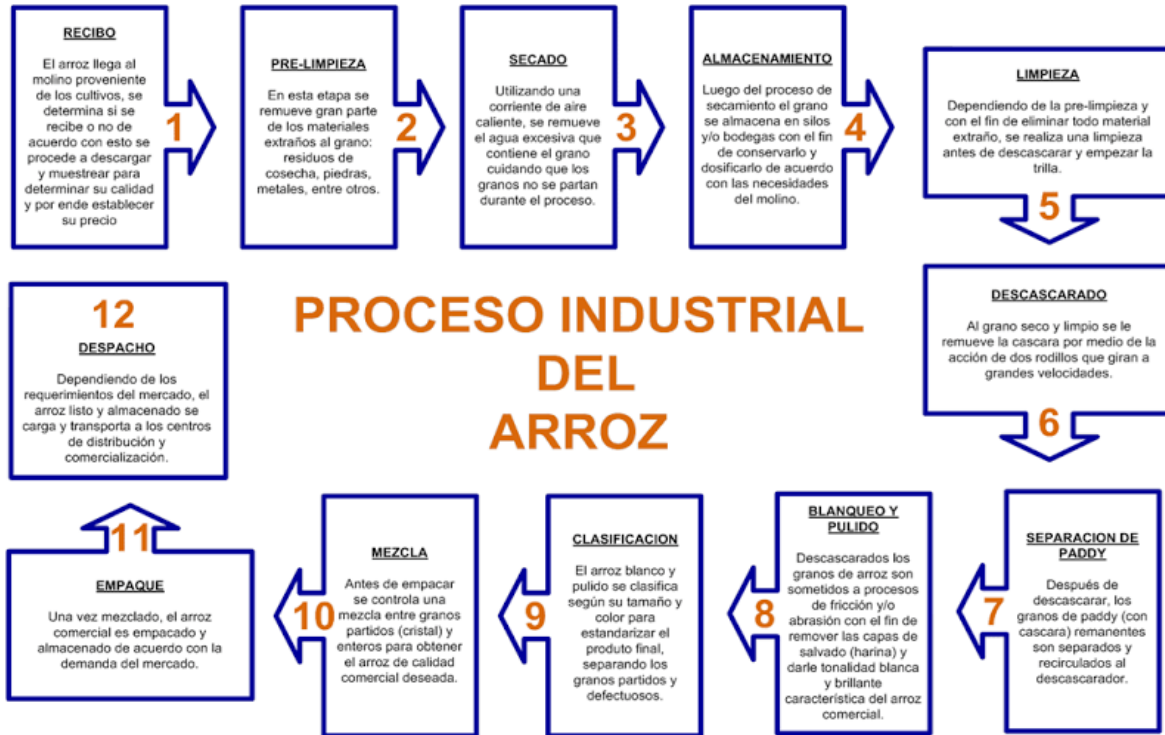 RECIBO
El arroz llega al
molino proveniente
de los cultivos, se
determina si se
recibe o no de
acuerdo con esto se
procede a descargar
y muestrear para
determinar su calidad
y por ende establecer
su precio
1
PRE-LIMPIEZA
En esta etapa se
remueve gran parte
de los materiales
extraños al grano:
residuos de
cosecha, piedras,
metales, entre otros.
2
SECADO
Utilizando una
corriente de aire
caliente, se remueve
el agua excesiva que
contiene el grano
cuidando que los
granos no se partan
durante el proceso.
3
ALMACENAMIENTO
Luego del proceso de
secamiento el grano
se almacena en silos
y/o bodegas con el fin
de conservarlo y
dosificarlo de acuerdo
con las necesidades
del molino.
4
LIMPIEZA
Dependiendo de la pre-limpieza y
con el fin de eliminar todo material
extraño, se realiza una limpieza
antes de descascarar y empezar la
trilla.
5
PROCESO INDUSTRIAL
DEL
ARROZ
DESCASCARADO
Al grano seco y limpio se le
remueve la cascara por medio de la
acción de dos rodillos que giran a
grandes velocidades.
6
SEPARACION DE
PADDY
Después de
descascarar, los
granos de paddy (con
cascara) remanentes
son separados y
recirculados al
descascarador.
7
BLANQUEO Y
PULIDO
Descascarados los
granos de arroz son
sometidos a procesos
de fricción y/o
abrasión con el fin de
remover las capas de
salvado (harina) y
darle tonalidad blanca
y brillante
característica del arroz
comercial.
8
CLASIFICACION
El arroz blanco y
pulido se clasifica
según su tamaño y
color para
estandarizar el
produto final,
separando los
granos partidos y
defectuosos.
9
MEZCLA
Antes de empacar
se controla una
mezcla entre granos
partidos (cristal) y
enteros para obtener
el arroz de calidad
comercial deseada.
10
EMPAQUE
Una vez mezclado, el arroz
comercial es empacado y
almacenado de acuerdo con la
demanda del mercado.
11
12
DESPACHO
Dependiendo de los
requerimientos del mercado, el
arroz listo y almacenado se
carga y transporta a los centros
de distribución y
comercialización.